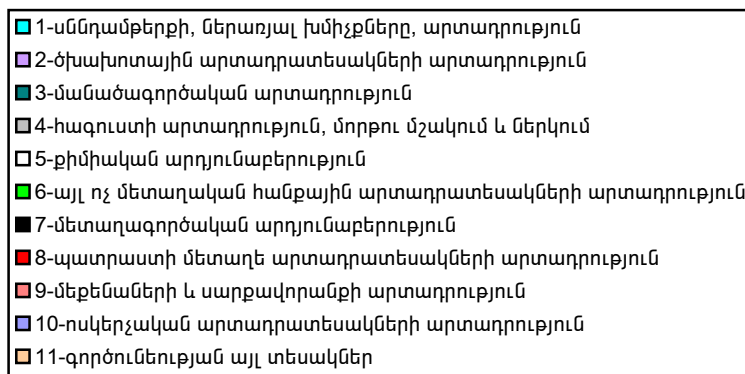 1-սննդամթերքի, ներառյալ խմիչքները, արտադրություն
2-ծխախոտային արտադրատեսակների արտադրություն
3-մանածագործական արտադրություն
4-հագուստի արտադրություն, մորթու մշակում և ներկում
5-քիմիական արդյունաբերություն
6-այլ ոչ մետաղական հանքային արտադրատեսակների արտադրություն
7-մետաղագործական արդյունաբերություն
8-պատրաստի մետաղե արտադրատեսակների արտադրություն
9-մեքենաների և սարքավորանքի արտադրություն
10-ոսկերչական արտադրատեսակների արտադրություն
11-գործունեության այլ տեսակներ